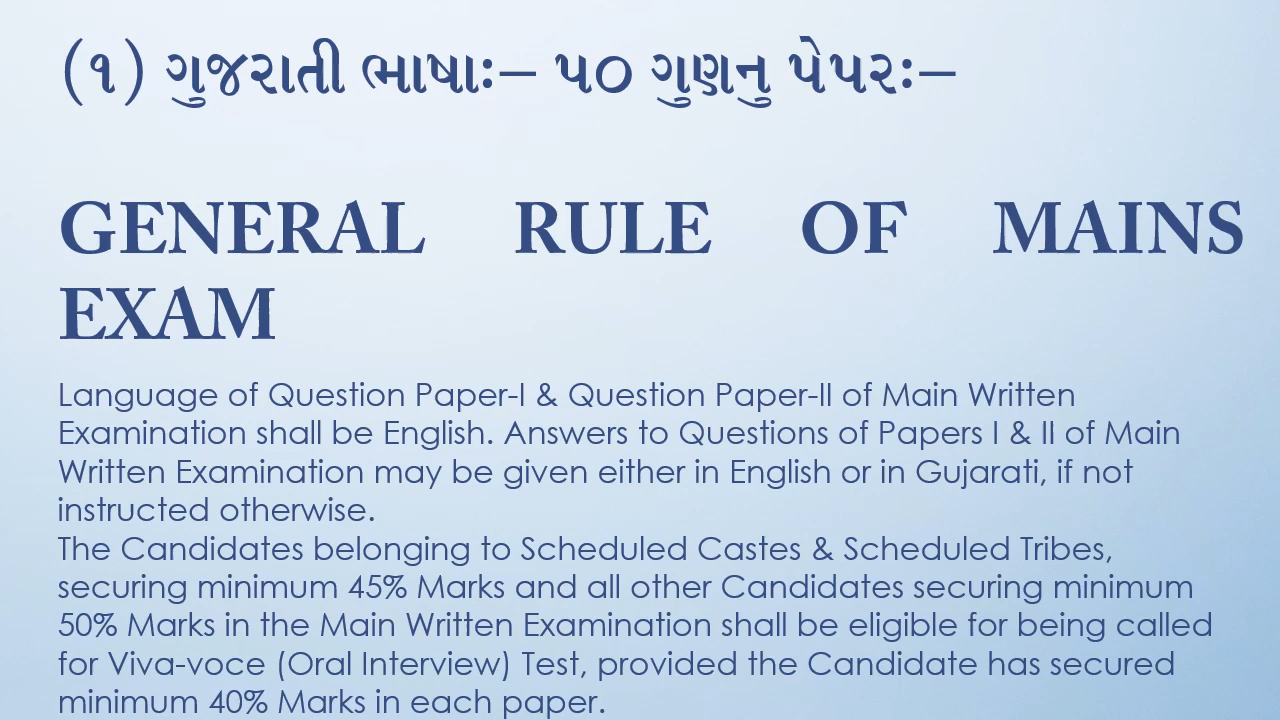 (૧) ગુજરાતી ભાષાઃ– ૫૦ ગુણનુ પેપરઃ–
GENERAL RULE OF MAINS
EXAM
Language of Question Paper-I & Question Paper-II of Main Written
Examination shall be English. Answers to Questions of Papers I & II of Main
Written Examination may be given either in English or in Gujarati, if not
instructed otherwise.
The Candidates belonging to Scheduled Castes & Scheduled Tribes,
securing minimum 45% Marks and all other Candidates securing minimum
50% Marks in the Main Written Examination shall be eligible for being called
for Viva-voce (Oral Interview) Test, provided the Candidate has secured
minimum 40% Marks in each paper.